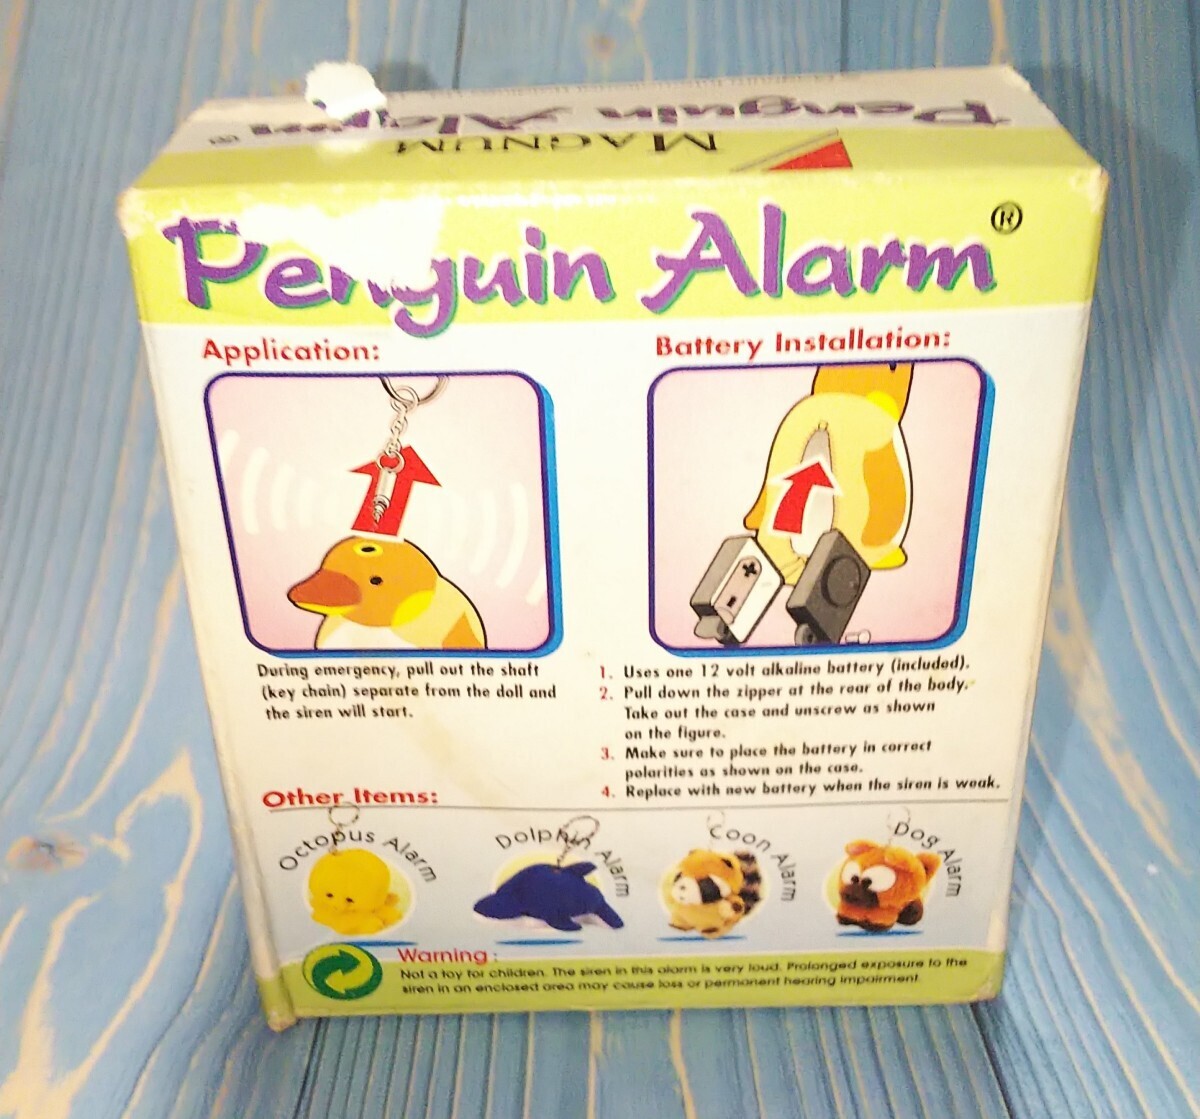 Penguin Alarm ®
MAGNUM
Penguin Alarm®
Application:
Battery Installation:
+
-
During emergency, pull out the shaft
(key chain) separate from the doll and
the siren will start.
1. Uses one 12 volt alkaline battery (included).
2. Pull down the zipper at the rear of the body.
Take out the case and unscrew as shown
on the figure.
3. Make sure to place the battery in correct
polarities as shown on the case.
4. Replace with new battery when the siren is weak.
Other Items:
Octopus Alarm
Dolphin Alarm
Coon Alarm
Dog Alarm
Warning:
Not a toy for children. The siren in this alarm is very loud. Prolonged exposure to the
siren in an enclosed area may cause loss or permanent hearing impairment.